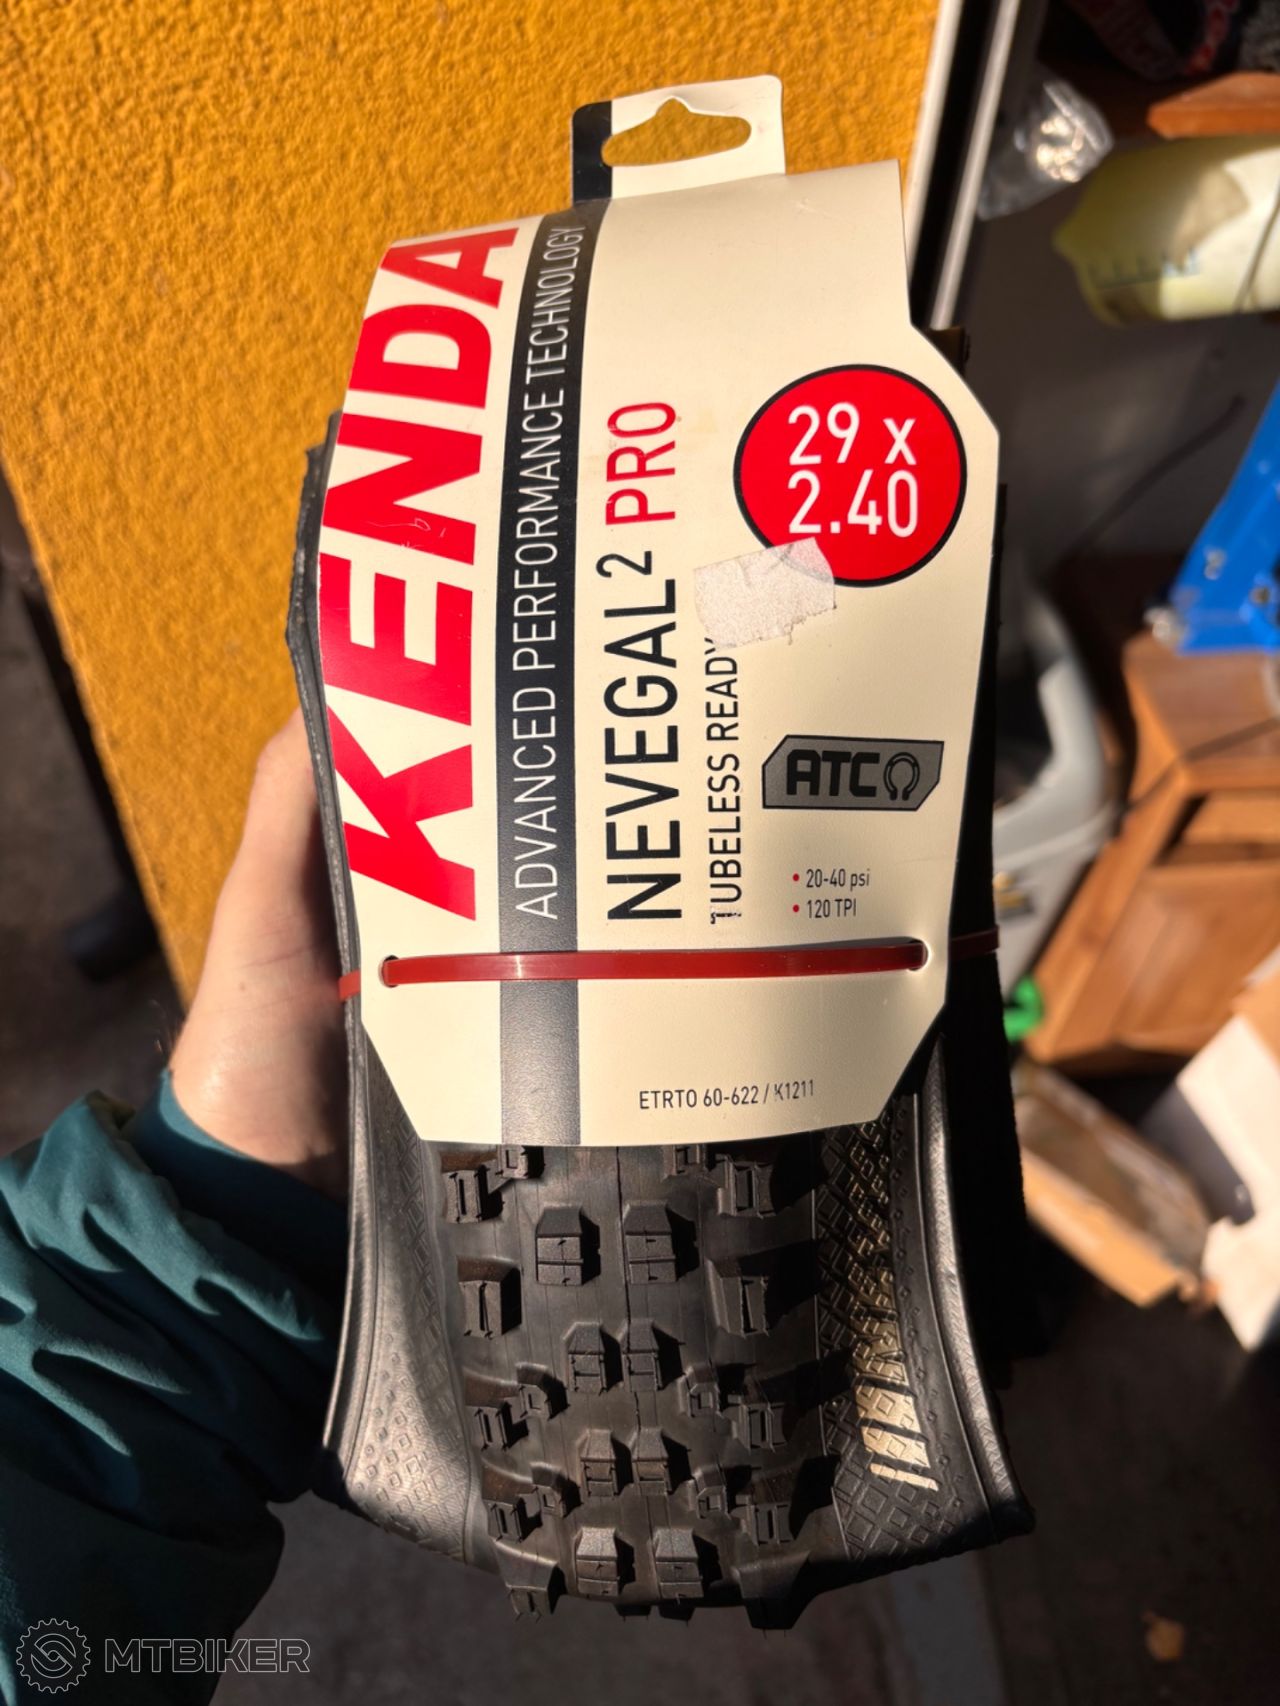 KENDA
ADVANCED PERFORMANCE TECHNOLOGY
NEVEGAL² PRO
TUBELESS READY
29 x
2.40
ATC
• 20-40 psi
• 120 TPI
ETRTO 60-622 / K1211
MTBIKER